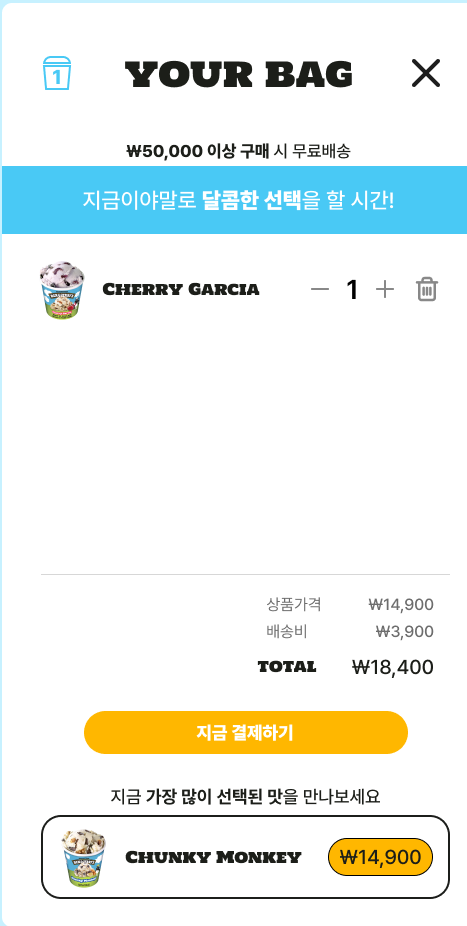 1
YOUR BAG
₩50,000 이상 구매 시 무료배송
지금이야말로 달콤한 선택을 할 시간!
CHERRY GARCIA 1
상품가격 ₩14,900
배송비 ₩3,900
TOTAL ₩18,400
지금 결제하기
지금 가장 많이 선택된 맛을 만나보세요
CHUNKY MONKEY ₩14,900